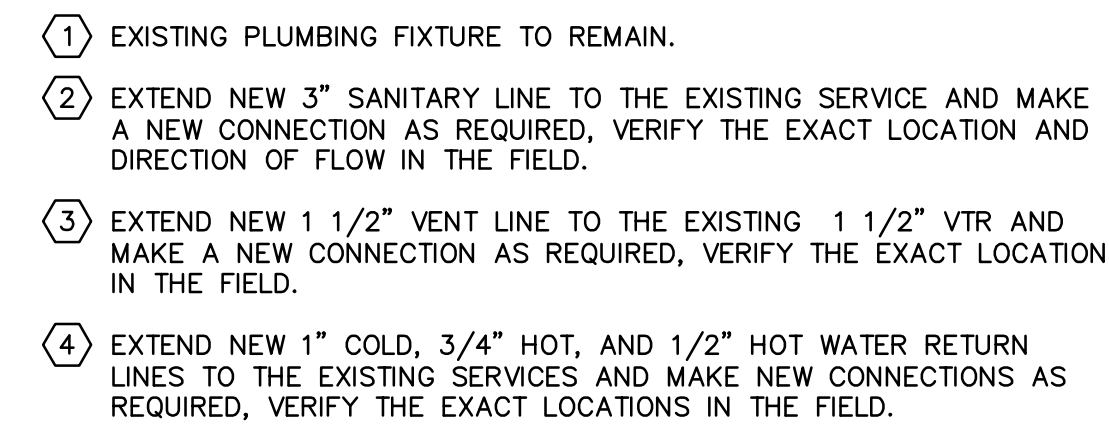 1 EXISTING PLUMBING FIXTURE TO REMAIN.
2 EXTEND NEW 3" SANITARY LINE TO THE EXISTING SERVICE AND MAKE
A NEW CONNECTION AS REQUIRED, VERIFY THE EXACT LOCATION AND
DIRECTION OF FLOW IN THE FIELD.
3 EXTEND NEW 1 1/2" VENT LINE TO THE EXISTING 1 1/2" VTR AND
MAKE A NEW CONNECTION AS REQUIRED, VERIFY THE EXACT LOCATION
IN THE FIELD.
4 EXTEND NEW 1" COLD, 3/4" HOT, AND 1/2" HOT WATER RETURN
LINES TO THE EXISTING SERVICES AND MAKE NEW CONNECTIONS AS
REQUIRED, VERIFY THE EXACT LOCATIONS IN THE FIELD.